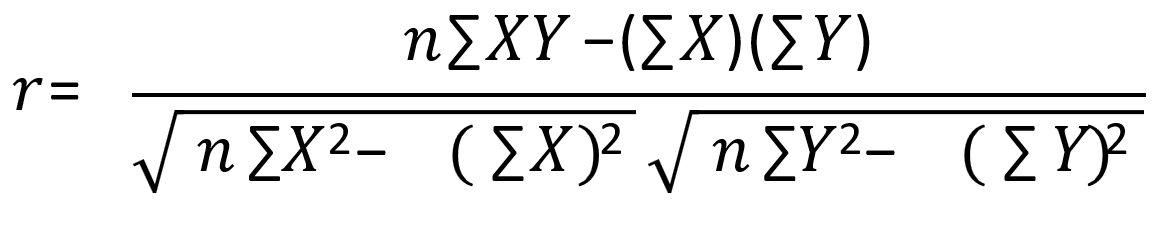 r = n∑XY −(∑X)(∑Y) / √n∑X²− (∑X)² √n∑Y²− (∑Y)²